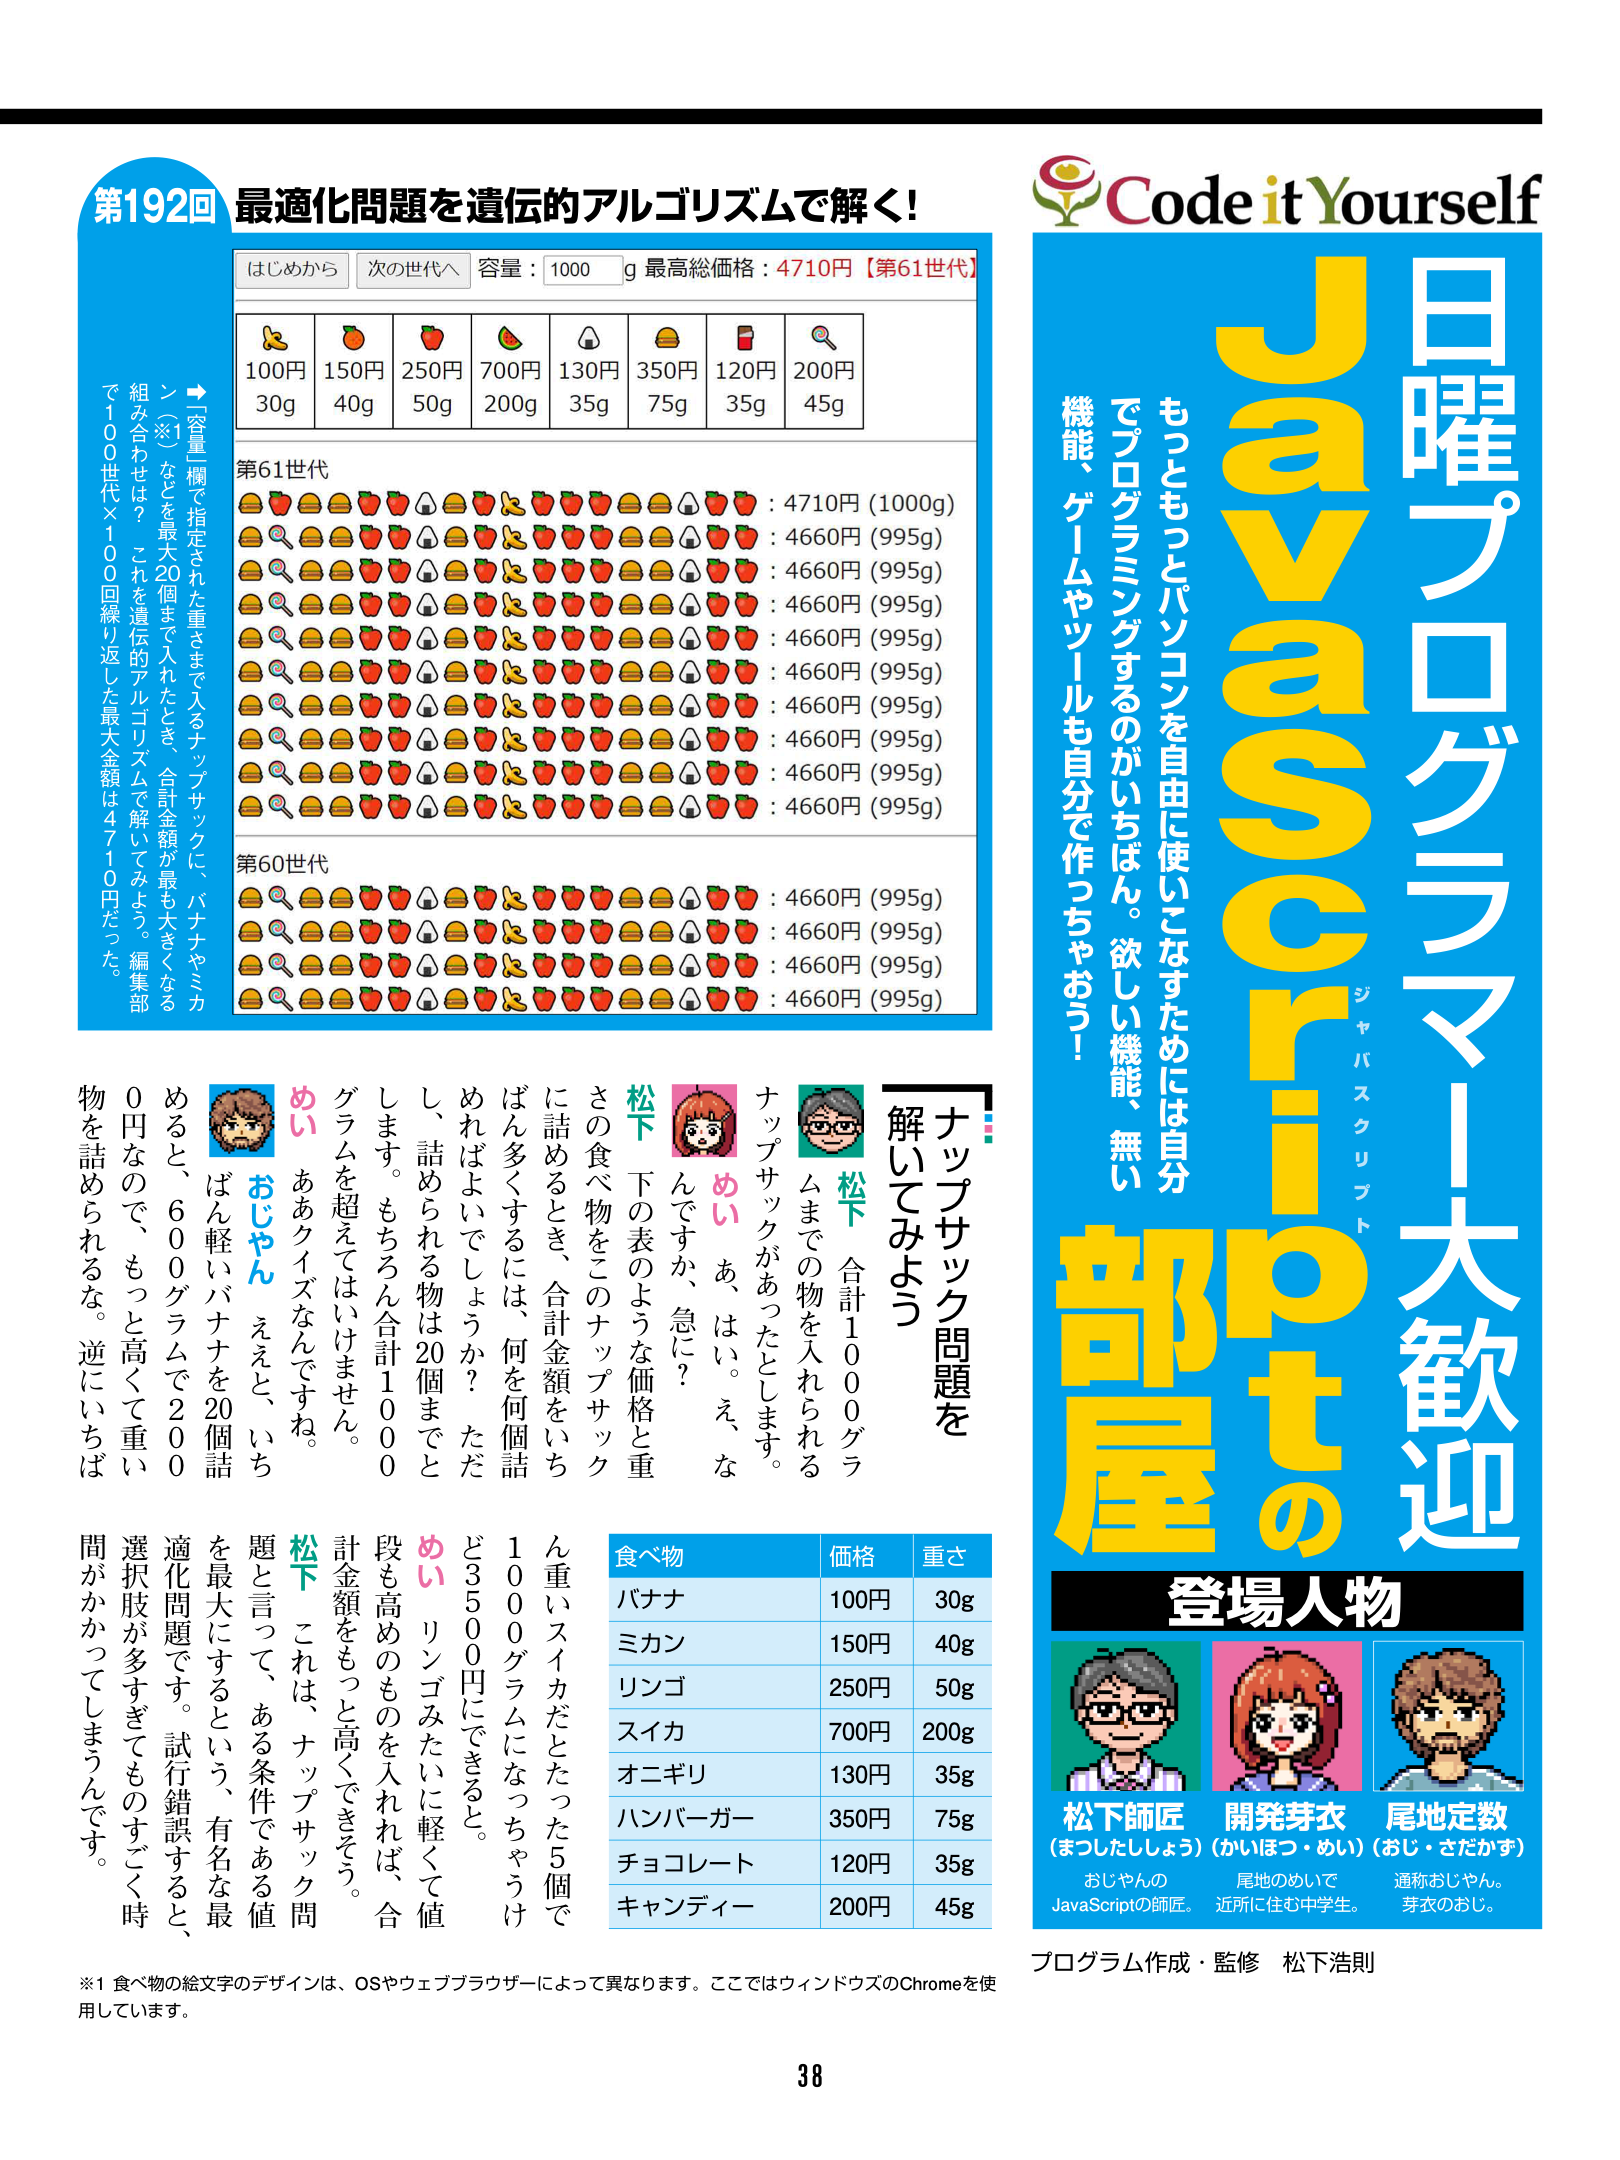 Code it Yourself
日曜プログラマー大歓迎
JavaScriptの
ジャバスクリプト
部屋
もっともっとパソコンを自由に使いこなすためには自分
でプログラミングするのがいちばん。欲しい機能、無い
機能、ゲームやツールも自分で作っちゃおう！
登場人物
松下師匠
（まつしたししょう）
おじやんの
JavaScriptの師匠。
開発芽衣
（かいほつ・めい）
尾地のめいで
近所に住む中学生。
尾地定数
（おじ・さだかず）
通称おじやん。
芽衣のおじ。
プログラム作成・監修　松下浩則
第192回
最適化問題を遺伝的アルゴリズムで解く！
はじめから 次の世代へ 容量： 1000 g 最高総価格：4710円【第61世代】
100円 150円 250円 700円 130円 350円 120円 200円
30g 40g 50g 200g 35g 75g 35g 45g
第61世代
：4710円 (1000g)
：4660円 (995g)
：4660円 (995g)
：4660円 (995g)
：4660円 (995g)
：4660円 (995g)
：4660円 (995g)
：4660円 (995g)
：4660円 (995g)
：4660円 (995g)
第60世代
：4660円 (995g)
：4660円 (995g)
：4660円 (995g)
：4660円 (995g)
➡「容量」欄で指定された重さまで入るナップサックに、バナナやミカ
ン（※1）などを最大20個まで入れたとき、合計金額が最も大きくなる
組み合わせは？　これを遺伝的アルゴリズムで解いてみよう。編集部
で１００世代×１００回繰り返した最大金額は４７１０円だった。
ナップサック問題を
解いてみよう
松下　合計１０００グラ
ムまでの物を入れられる
ナップサックがあったとします。
めい　あ、はい。え、な
んですか、急に？
松下　下の表のような価格と重
さの食べ物をこのナップサック
に詰めるとき、合計金額をいち
ばん多くするには、何を何個詰
めればよいでしょうか？　ただ
し、詰められる物は20個までと
します。もちろん合計１０００
グラムを超えてはいけません。
めい　ああクイズなんですね。
おじやん　ええと、いち
ばん軽いバナナを20個詰
めると、６００グラムで２００
０円なので、もっと高くて重い
物を詰められるな。逆にいちば
食べ物 価格 重さ
バナナ 100円 30g
ミカン 150円 40g
リンゴ 250円 50g
スイカ 700円 200g
オニギリ 130円 35g
ハンバーガー 350円 75g
チョコレート 120円 35g
キャンディー 200円 45g
ん重いスイカだとたった５個で
１０００グラムになっちゃうけ
ど３５００円にできると。
めい　リンゴみたいに軽くて値
段も高めのものを入れれば、合
計金額をもっと高くできそう。
松下　これは、ナップサック問
題と言って、ある条件である値
を最大にするという、有名な最
適化問題です。試行錯誤すると、
選択肢が多すぎてものすごく時
間がかかってしまうんです。
※1 食べ物の絵文字のデザインは、OSやウェブブラウザーによって異なります。ここではウィンドウズのChromeを使
用しています。
38